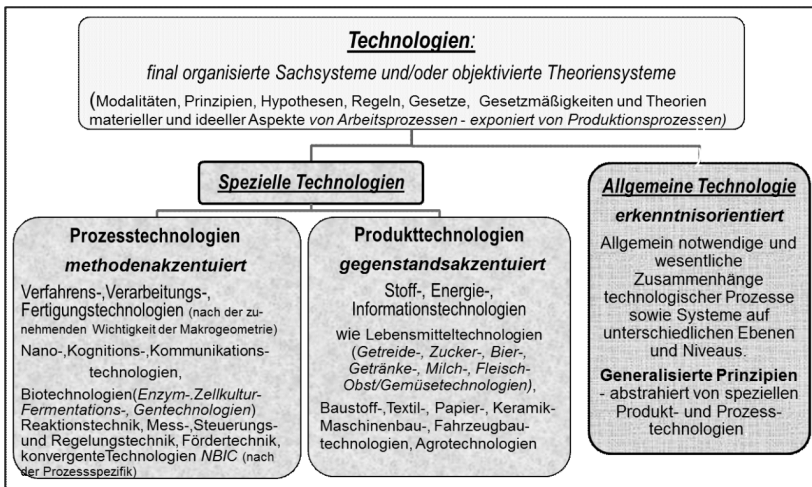 Technologien:
final organisierte Sachsysteme und/oder objektivierte Theoriensysteme
(Modalitäten, Prinzipien, Hypothesen, Regeln, Gesetze, Gesetzmäßigkeiten und Theorien
materieller und ideeller Aspekte von Arbeitsprozessen - exponiert von Produktionsprozessen)
Spezielle Technologien
Prozesstechnologien
methodenakzentuiert
Verfahrens-,Verarbeitungs-,
Fertigungstechnologien (nach der zu-
nehmenden Wichtigkeit der Makrogeometrie)
Nano-,Kognitions-,Kommunikations-
technologien,
Biotechnologien(Enzym-.Zellkultur-
Fermentations-, Gentechnologien)
Reaktionstechnik, Mess-,Steuerungs-
und Regelungstechnik, Fördertechnik,
konvergenteTechnologien NBIC (nach
der Prozessspezifik)
Produkttechnologien
gegenstandsakzentuiert
Stoff-, Energie-,
Informationstechnologien
wie Lebensmitteltechnologien
(Getreide-, Zucker-, Bier-,
Getränke-, Milch-, Fleisch-
Obst/Gemüsetechnologien),
Baustoff-,Textil-, Papier-, Keramik-
Maschinenbau-, Fahrzeugbau-
technologien, Agrotechnologien
Allgemeine Technologie
erkenntnisorientiert
Allgemein notwendige und
wesentliche
Zusammenhänge
technologischer Prozesse
sowie Systeme auf
unterschiedlichen Ebenen
und Niveaus.
Generalisierte Prinzipien
- abstrahiert von speziellen
Produkt- und Prozess-
technologien